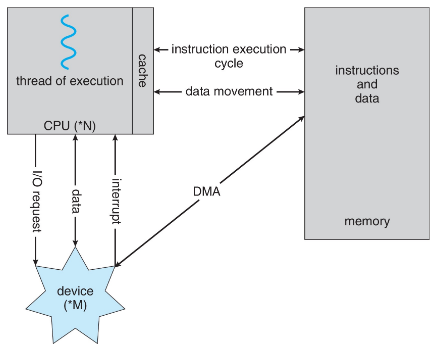 thread of execution
cache
CPU (*N)
instruction execution
cycle
data movement
instructions
and
data
memory
I/O request
data
interrupt
DMA
device
(*M)